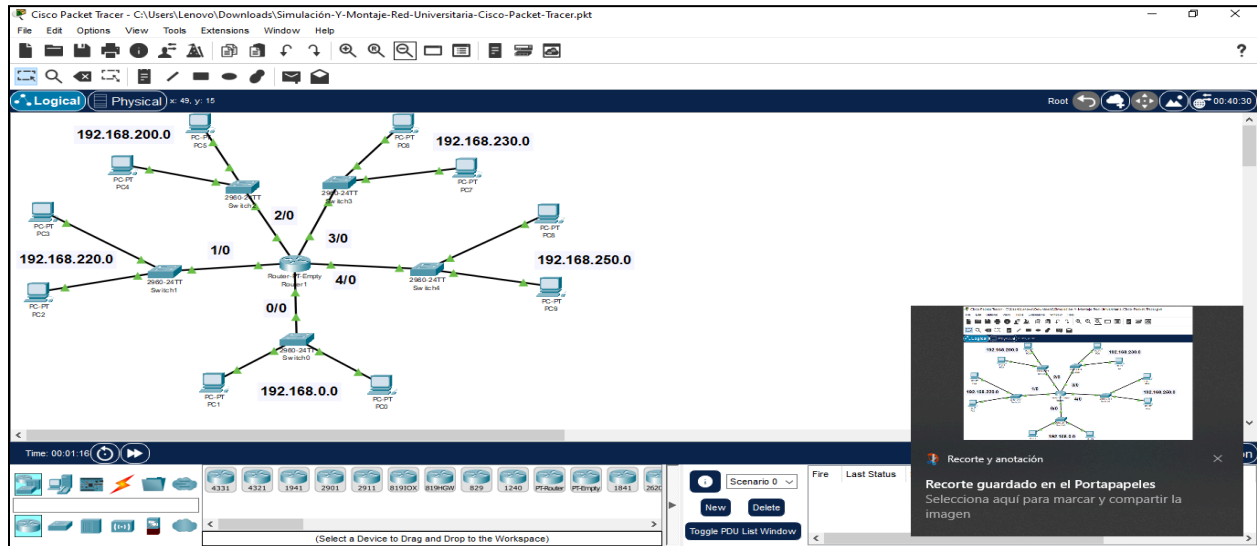 Cisco Packet Tracer - C:\Users\Lenovo\Downloads\Simulación-Y-Montaje-Red-Universitaria-Cisco-Packet-Tracer.pkt
File Edit Options View Tools Extensions Window Help
?
Logical Physical x: 49, y: 15 Root 00:40:30
192.168.200.0
PC-PT
PC5
PC-PT
PC4
2960-24TT
Switch2
PC-PT
192.168.230.0
PC-PT
PC7
2960-24TT
Switch3
PC-PT
PC3
2/0
3/0
1/0
4/0
0/0
192.168.220.0
2960-24TT
Switch1
PC-PT
PC2
Router-PT-Empty
Router1
PC-PT
192.168.250.0
2960-24TT
Switch4
PC-PT
PC9
2960-24TT
Switch0
PC-PT
PC1
192.168.0.0
PC-PT
PC0
Time: 00:01:16
4331 4321 1941 2901 2911 819IOX 819HGW 829 1240 PT-Router PT-Empty 1841
(Select a Device to Drag and Drop to the Workspace)
Scenario 0
New Delete
Toggle PDU List Window
Fire Last Status
Recorte y anotación
Recorte guardado en el Portapapeles
Selecciona aquí para marcar y compartir la
imagen